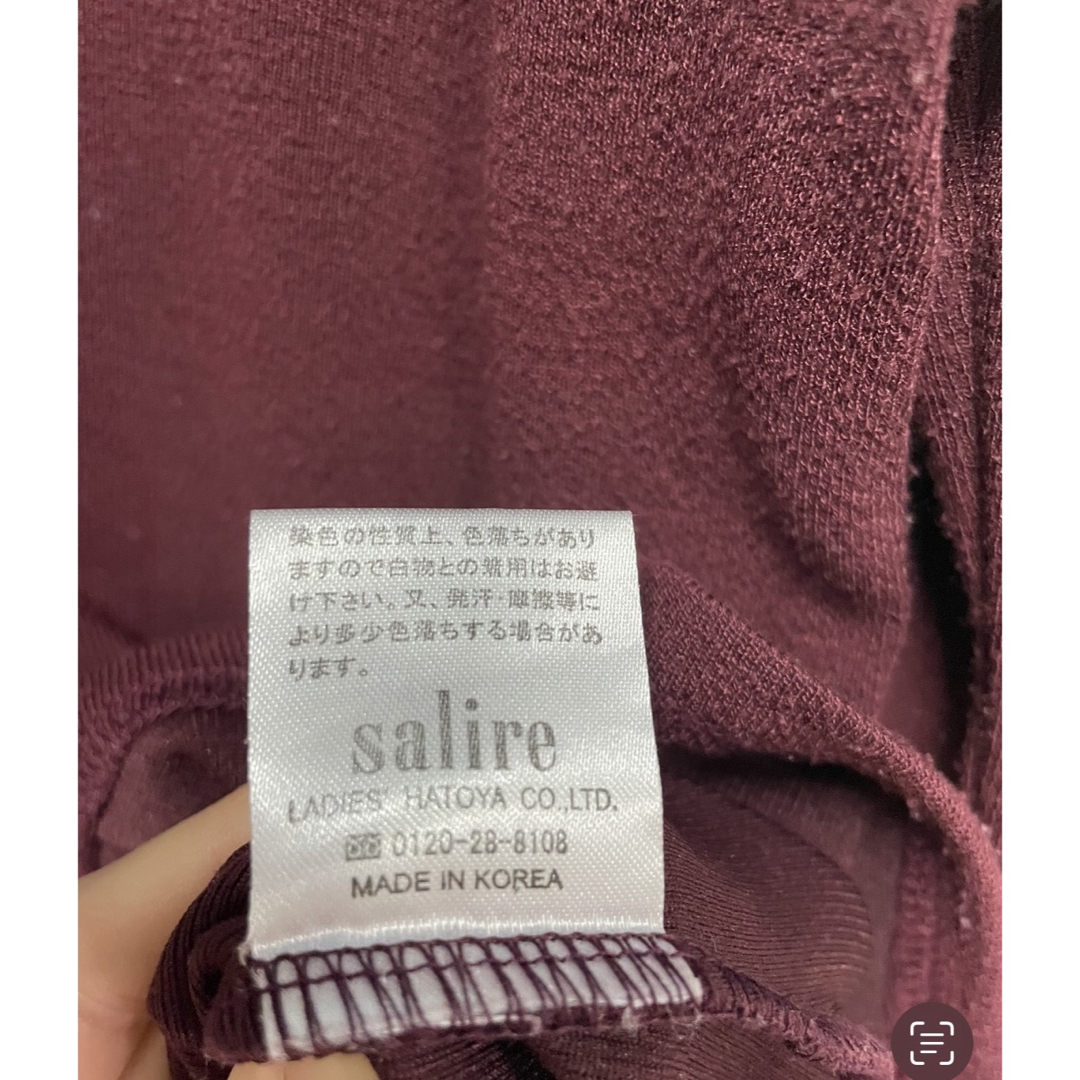 染色の性質上、色落ちがあり
ますので白物との着用はお避
け下さい。又、発汗・摩擦等に
より多少色落ちする場合があ
ります。
salire
LADIES' HATOYA CO.,LTD.
0120-28-8108
MADE IN KOREA